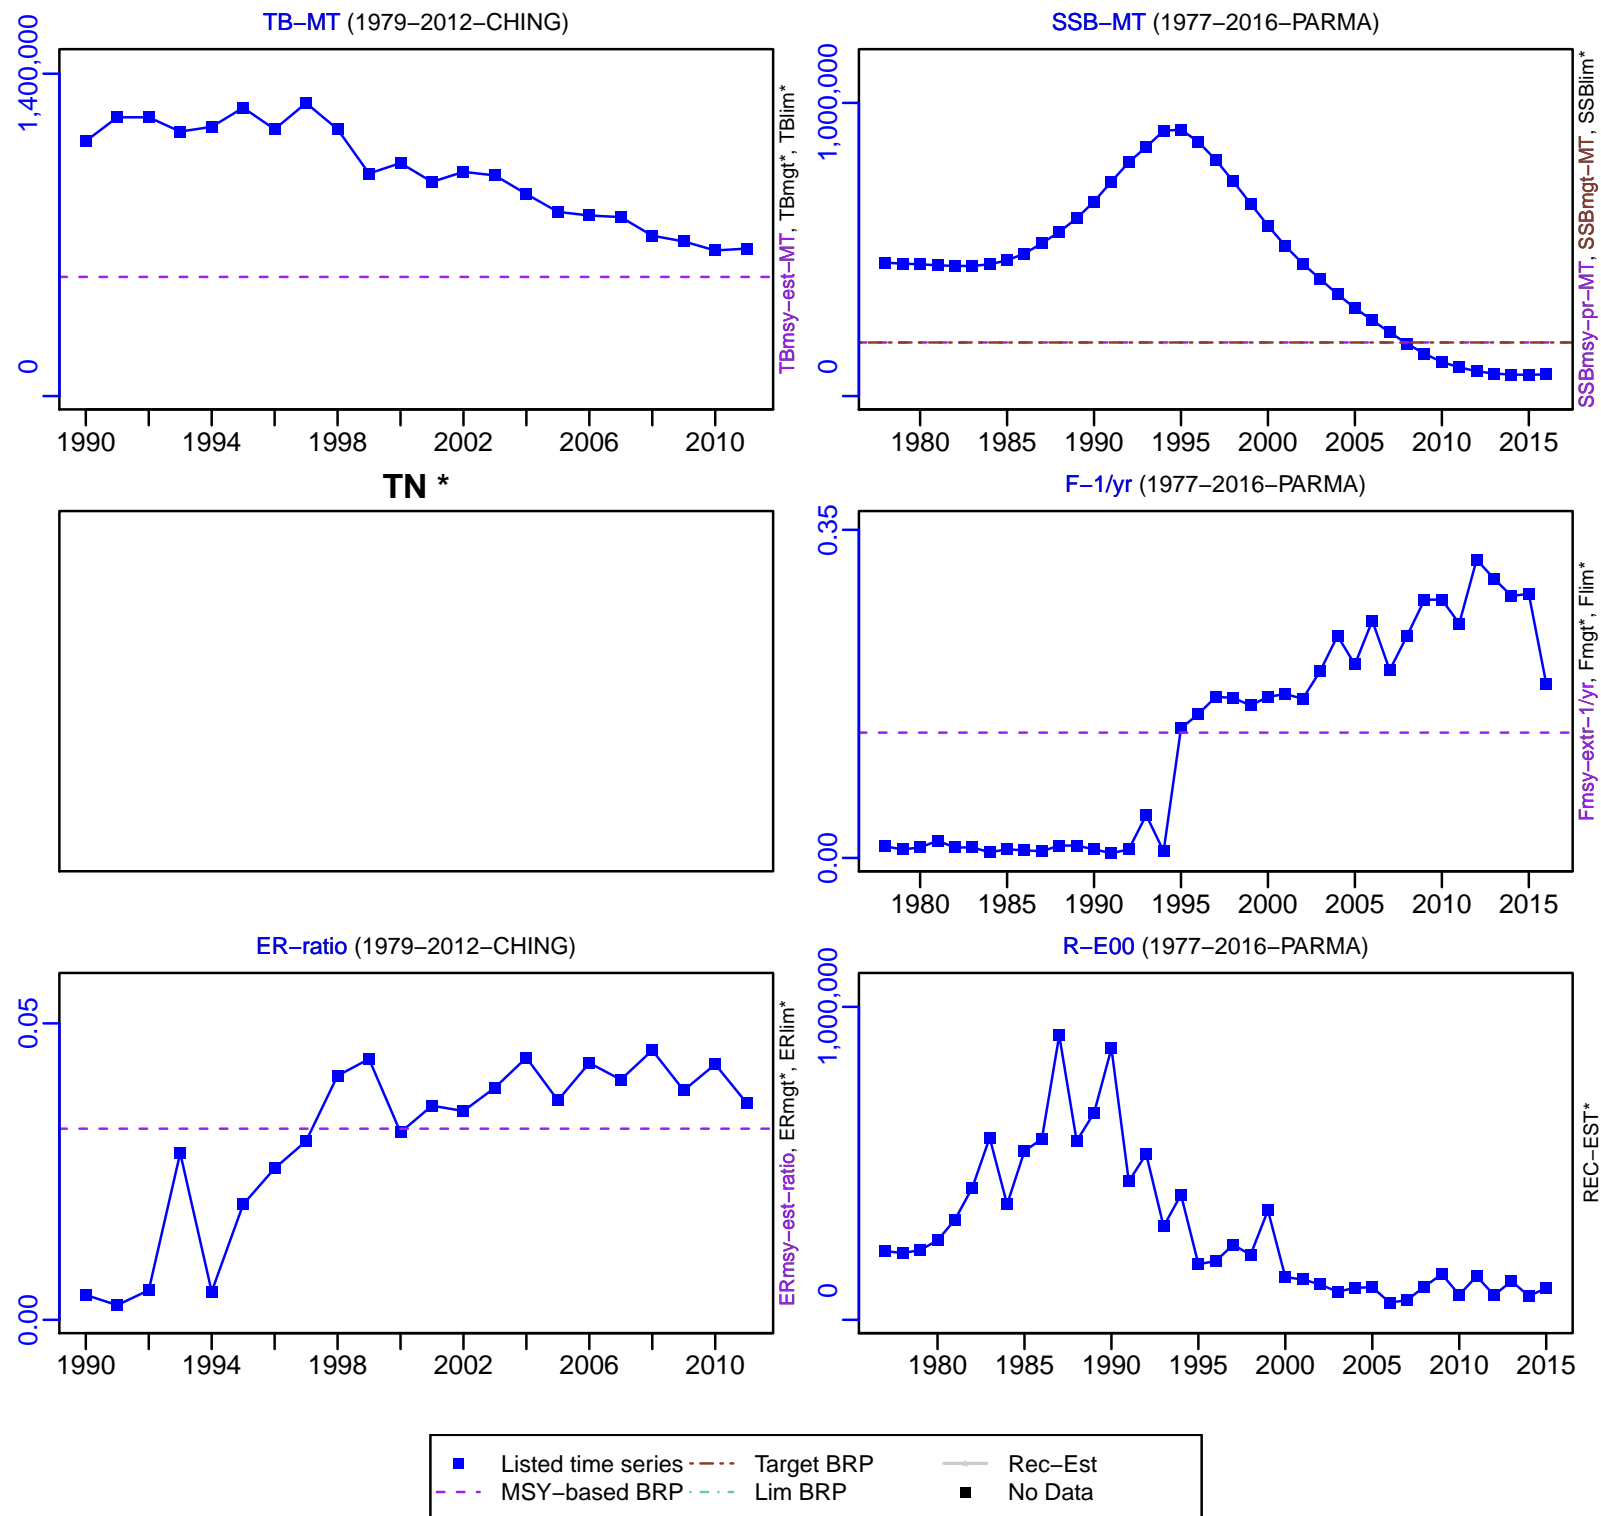 TB−MT (1979−2012−CHING)
1,400,000
0
1990 1994 1998 2002 2006 2010
TBmsy−est−MT, TBmgt*, TBlim*
SSB−MT (1977−2016−PARMA)
1,000,000
0
1980 1985 1990 1995 2000 2005 2010 2015
SSBmsy−pr−MT, SSBmgt−MT, SSBlim*
TN *
F−1/yr (1977−2016−PARMA)
0.35
0.00
1980 1985 1990 1995 2000 2005 2010 2015
Fmsy−extr−1/yr, Fmgt*, Flim*
ER−ratio (1979−2012−CHING)
0.05
0.00
1990 1994 1998 2002 2006 2010
ERmsy−est−ratio, ERmgt*, ERlim*
R−E00 (1977−2016−PARMA)
1,000,000
0
1980 1985 1990 1995 2000 2005 2010 2015
REC−EST*
Listed time series Target BRP Rec−Est
MSY−based BRP Lim BRP No Data